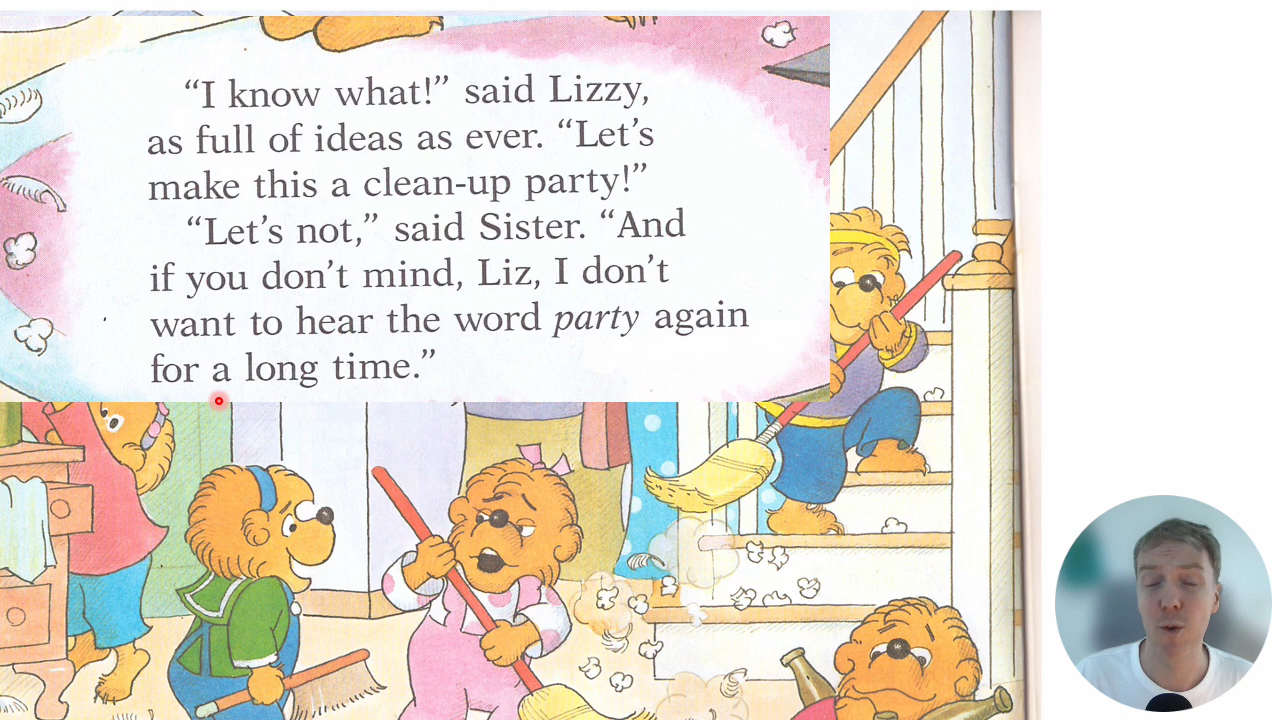 “I know what!” said Lizzy,
as full of ideas as ever. “Let’s
make this a clean-up party!”
“Let’s not,” said Sister. “And
if you don’t mind, Liz, I don’t
want to hear the word party again
for a long time.”